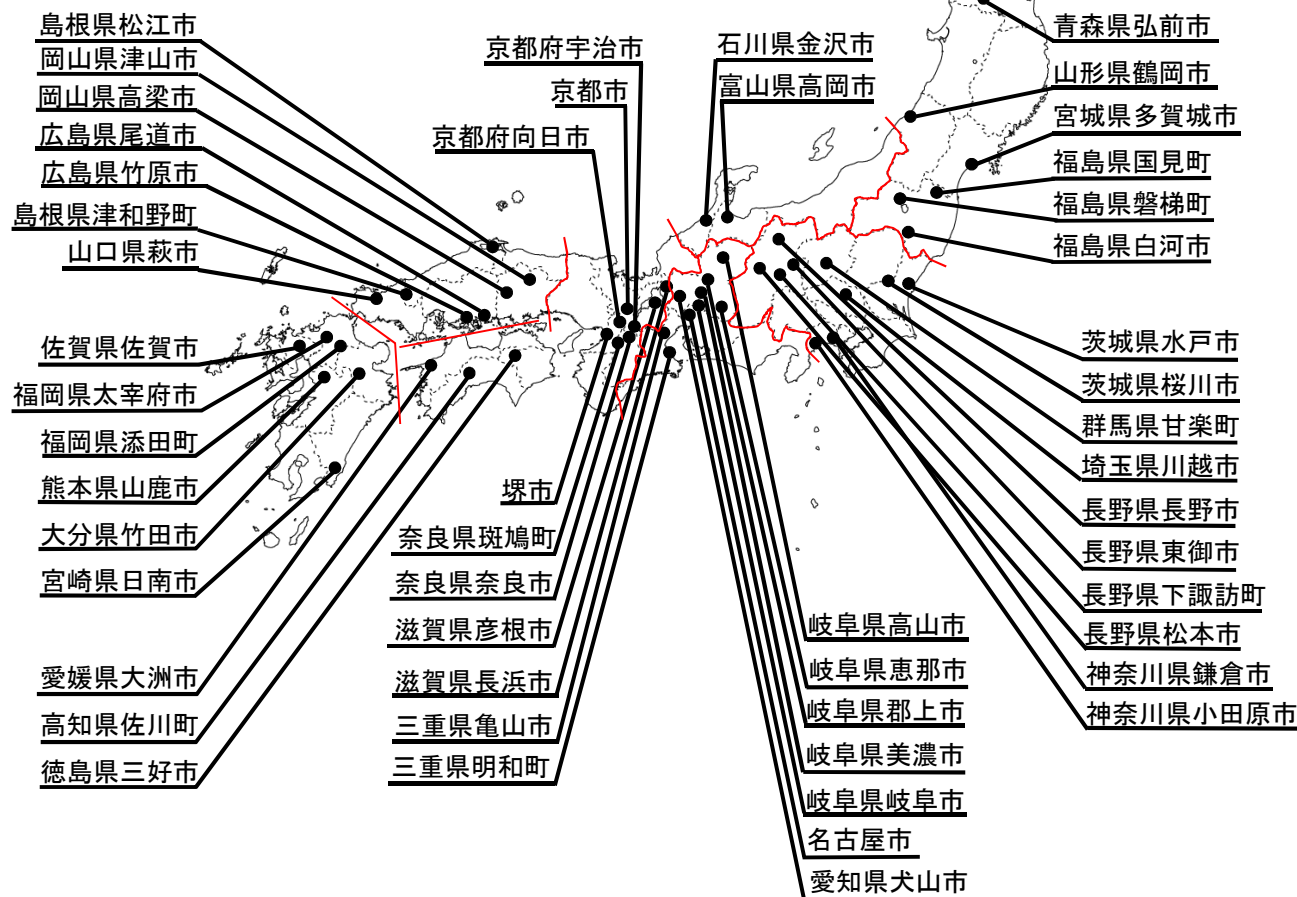 島根県松江市
岡山県津山市
岡山県高梁市
広島県尾道市
広島県竹原市
島根県津和野町
山口県萩市
佐賀県佐賀市
福岡県太宰府市
福岡県添田町
熊本県山鹿市
大分県竹田市
宮崎県日南市
愛媛県大洲市
高知県佐川町
徳島県三好市
京都府宇治市
京都市
京都府向日市
堺市
奈良県斑鳩町
奈良県奈良市
滋賀県彦根市
滋賀県長浜市
三重県亀山市
三重県明和町
石川県金沢市
富山県高岡市
岐阜県高山市
岐阜県恵那市
岐阜県郡上市
岐阜県美濃市
岐阜県岐阜市
名古屋市
愛知県犬山市
青森県弘前市
山形県鶴岡市
宮城県多賀城市
福島県国見町
福島県磐梯町
福島県白河市
茨城県水戸市
茨城県桜川市
群馬県甘楽町
埼玉県川越市
長野県長野市
長野県東御市
長野県下諏訪町
長野県松本市
神奈川県鎌倉市
神奈川県小田原市